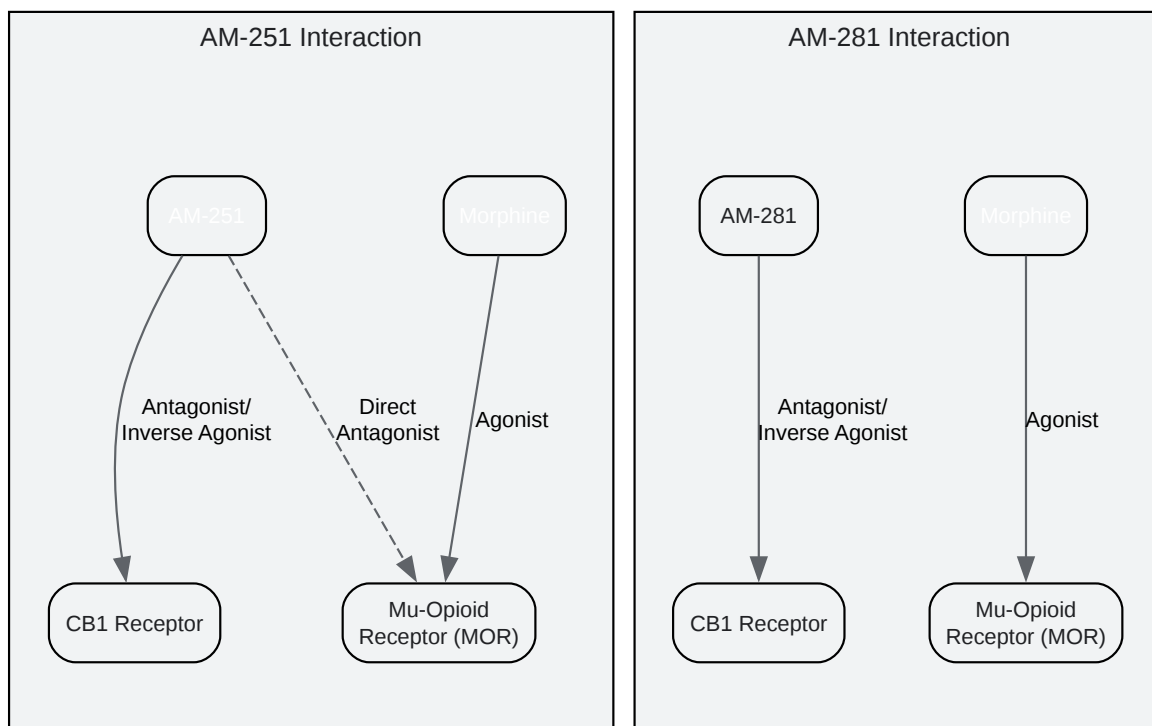 AM-251 Interaction
AM-251
Morphine
Antagonist/
Inverse Agonist
Direct
Antagonist
Agonist
CB1 Receptor
Mu-Opioid
Receptor (MOR)
AM-281 Interaction
AM-281
Morphine
Antagonist/
Inverse Agonist
Agonist
CB1 Receptor
Mu-Opioid
Receptor (MOR)